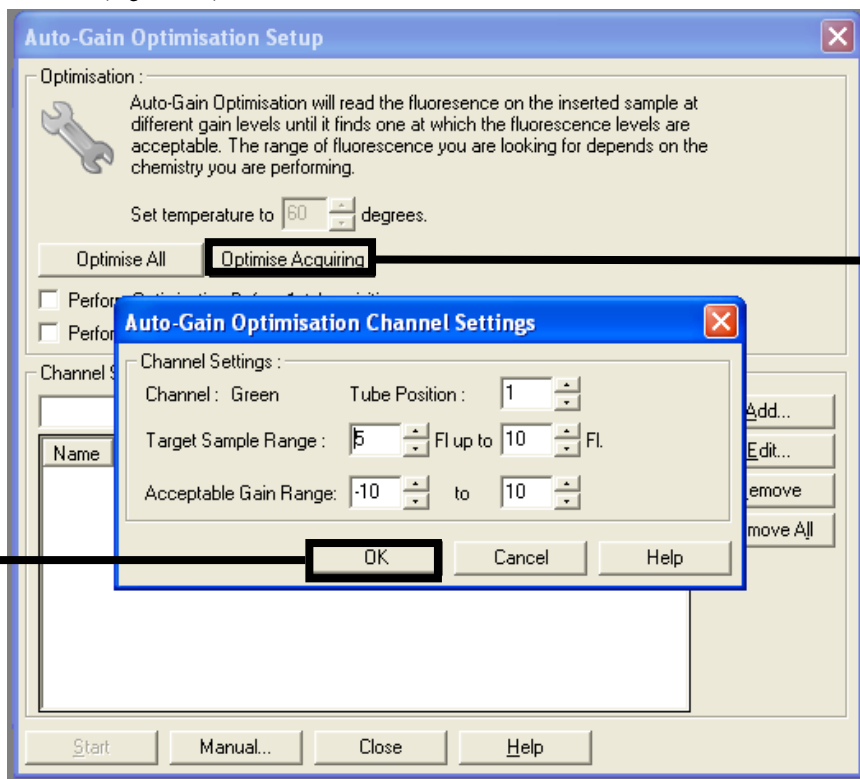 Auto-Gain Optimisation Setup
Optimisation :
Auto-Gain Optimisation will read the fluoresence on the inserted sample at
different gain levels until it finds one at which the fluorescence levels are
acceptable. The range of fluorescence you are looking for depends on the
chemistry you are performing.
Set temperature to 60 degrees.
Optimise All Optimise Acquiring
Perfor
Perfor
Auto-Gain Optimisation Channel Settings
Channel Settings :
Channel : Green Tube Position : 1
Target Sample Range : 5 Fl up to 10 Fl.
Acceptable Gain Range: -10 to 10
OK Cancel Help
Channel S
Name
Add...
Edit...
emove
move All
Start Manual... Close Help